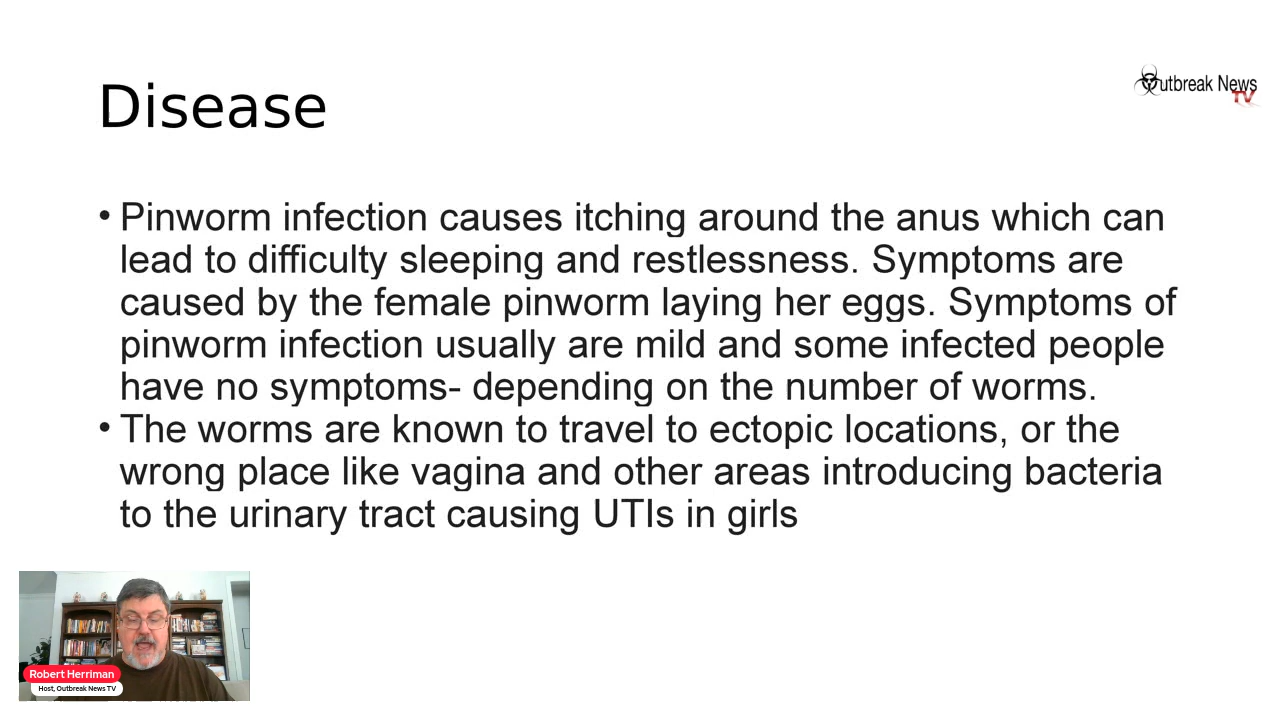 Disease
Outbreak News
TV
• Pinworm infection causes itching around the anus which can
lead to difficulty sleeping and restlessness. Symptoms are
caused by the female pinworm laying her eggs. Symptoms of
pinworm infection usually are mild and some infected people
have no symptoms- depending on the number of worms.
• The worms are known to travel to ectopic locations, or the
wrong place like vagina and other areas introducing bacteria
to the urinary tract causing UTIs in girls
Robert Herriman
Host, Outbreak News TV